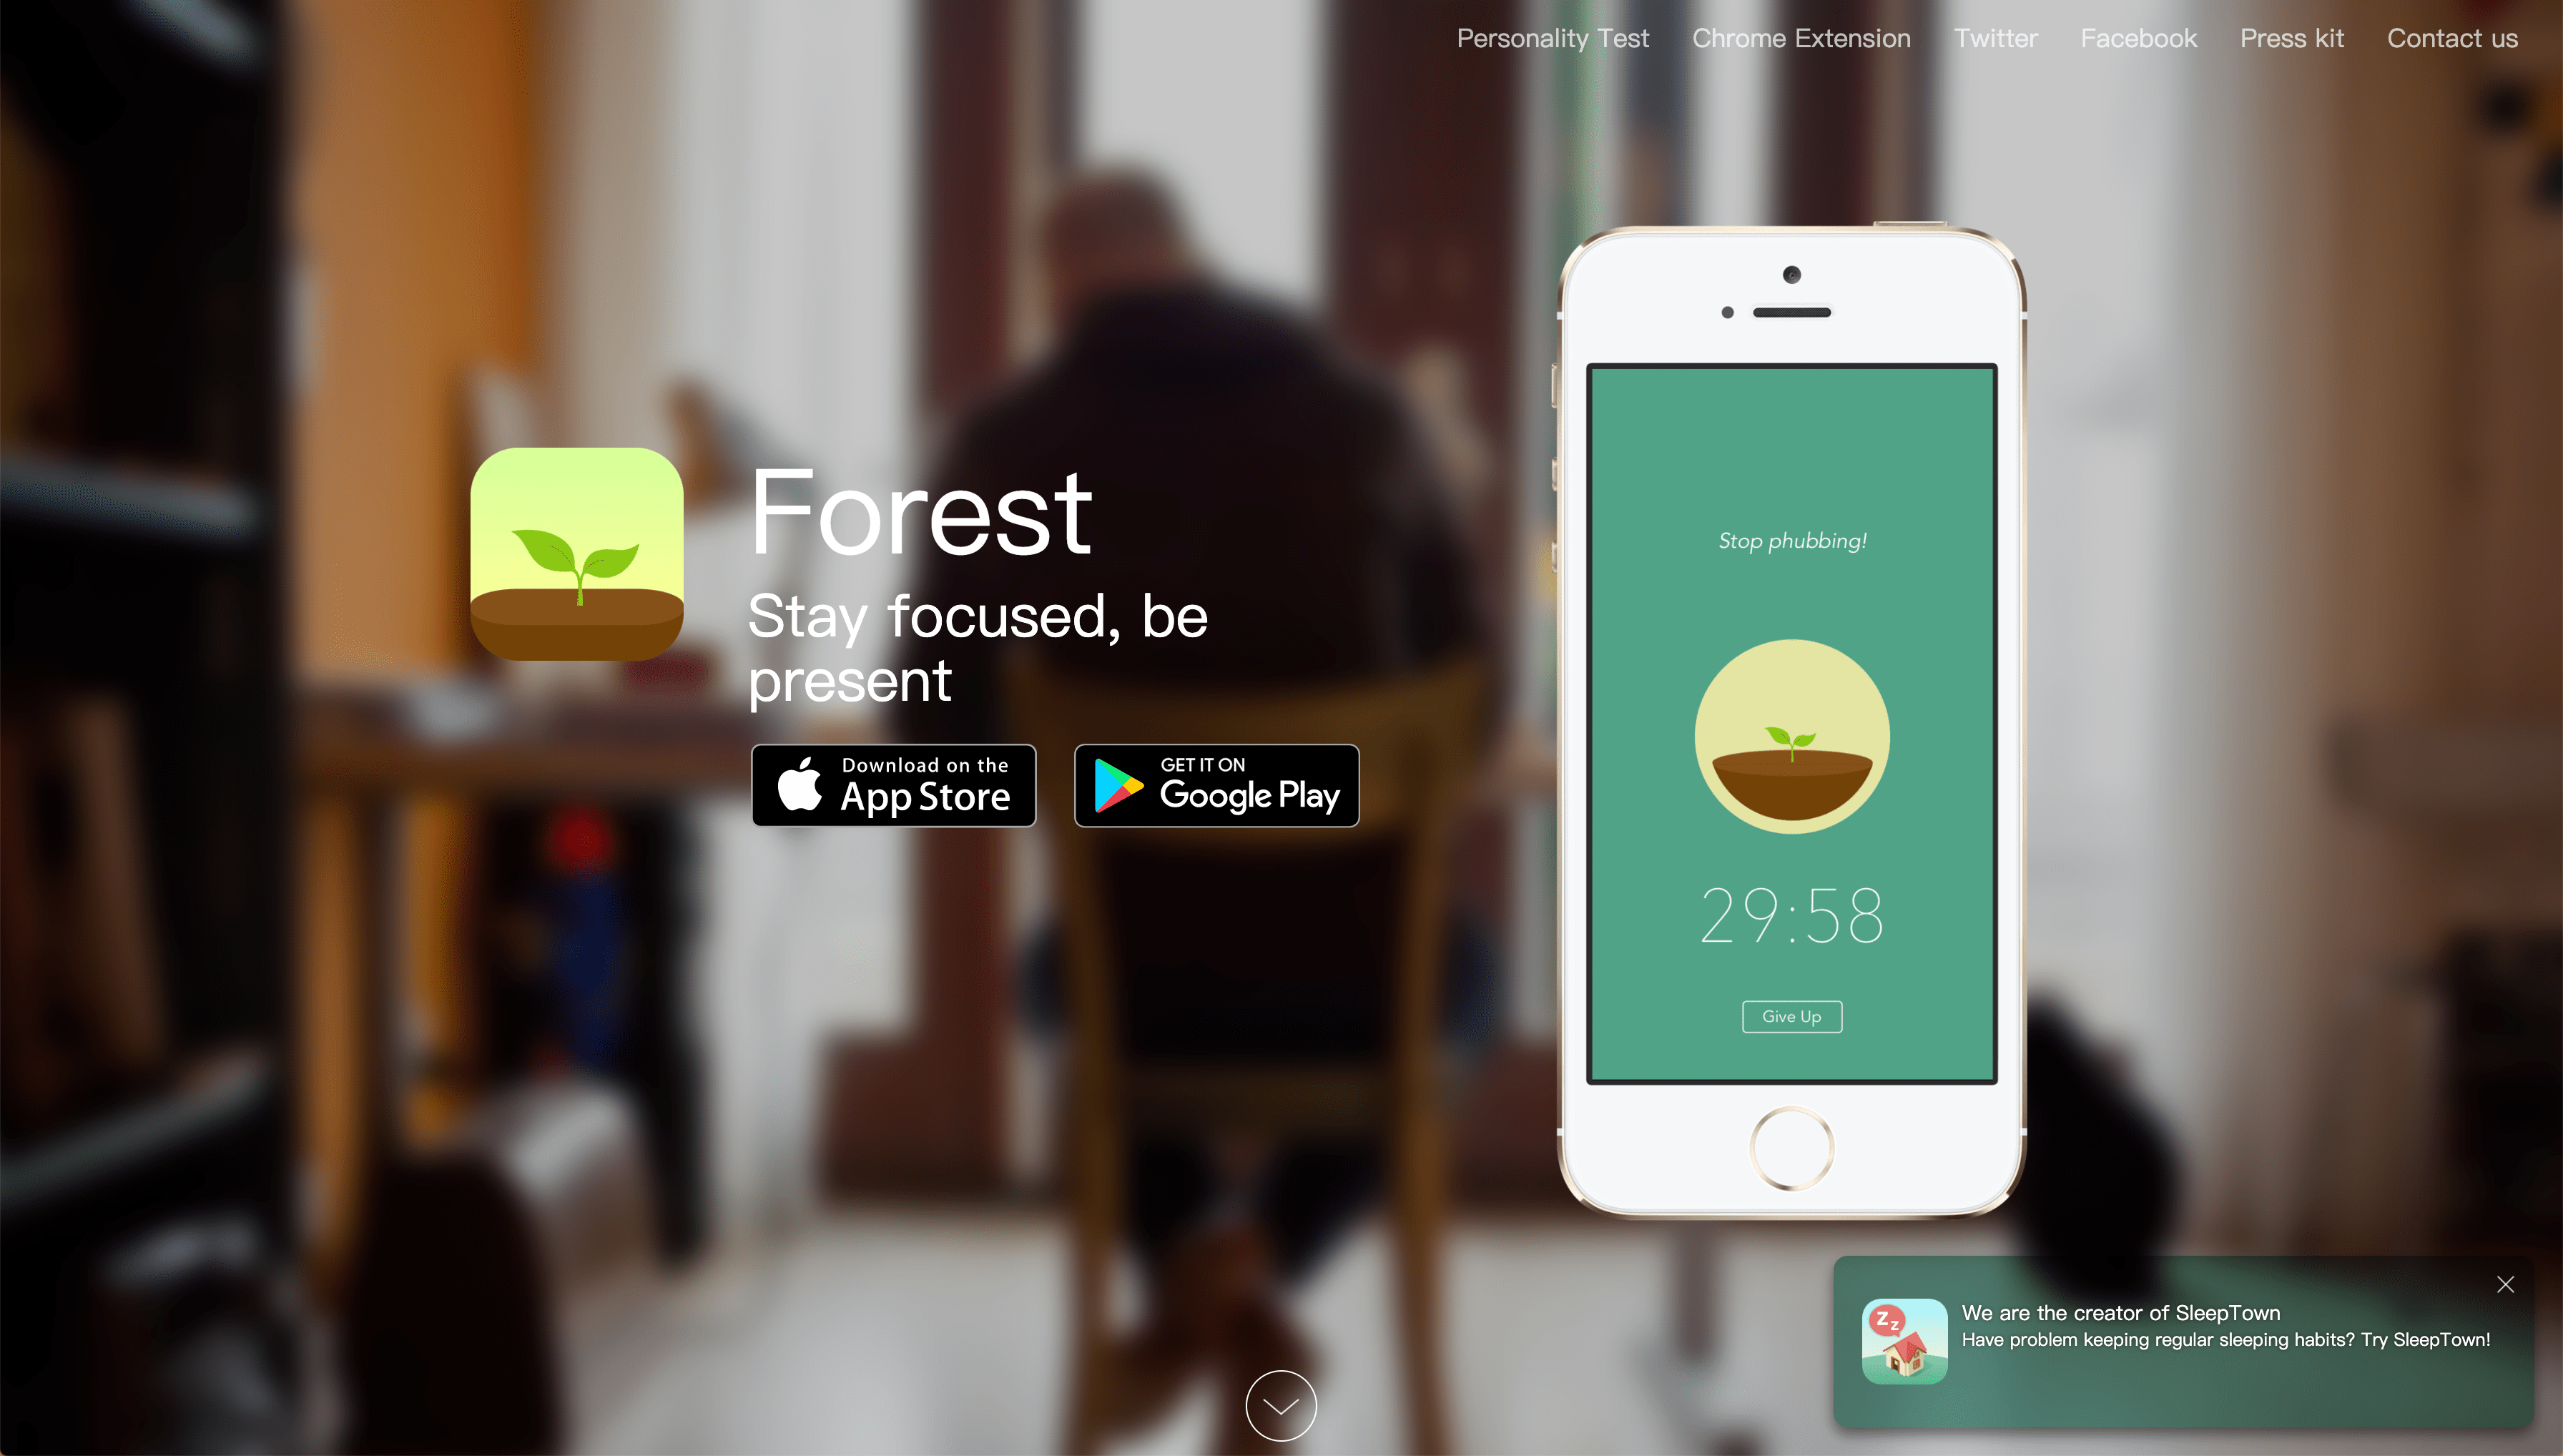 Personality Test Chrome Extension Twitter Facebook Press kit Contact us
Forest
Stay focused, be
present
Download on the
App Store
GET IT ON
Google Play
Stop phubbing!
29:58
Give Up
Zz
We are the creator of SleepTown
Have problem keeping regular sleeping habits? Try SleepTown!